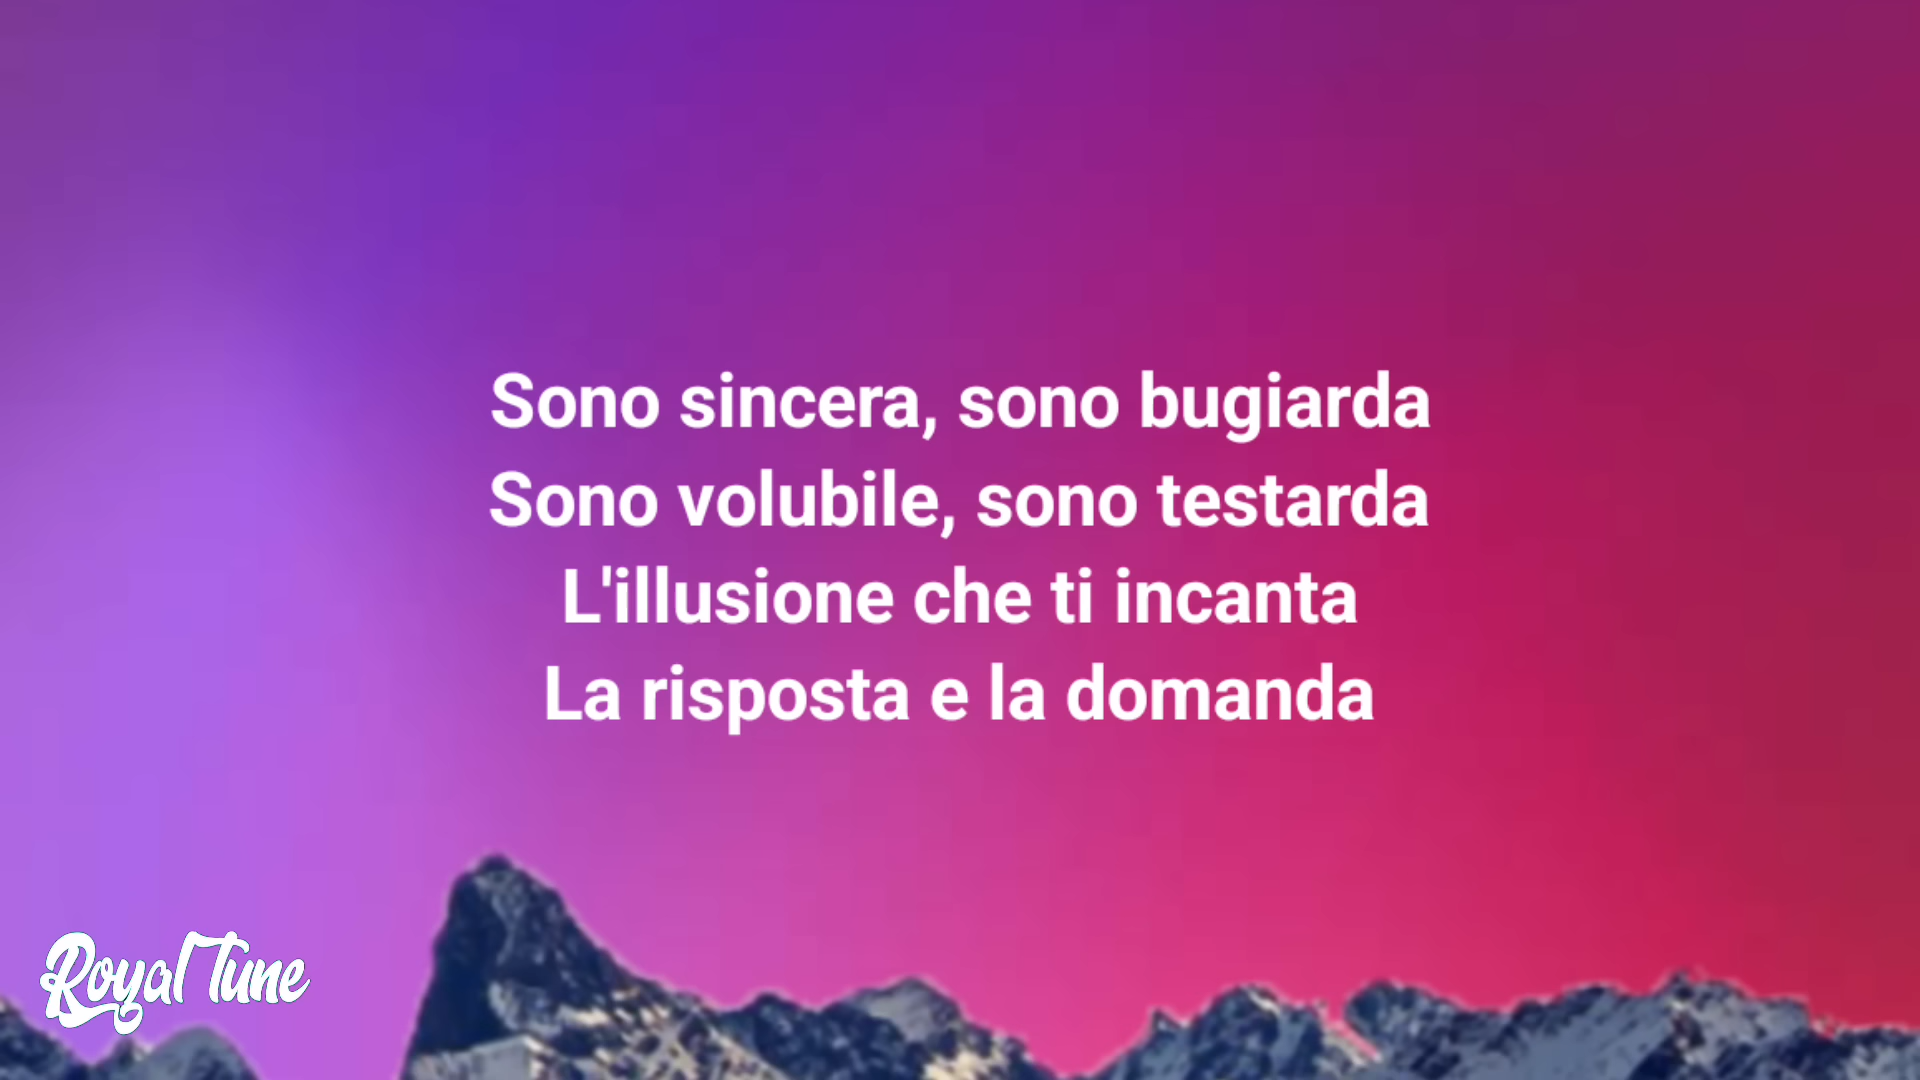 Sono sincera, sono bugiarda
Sono volubile, sono testarda
L'illusione che ti incanta
La risposta e la domanda
Royal Tune